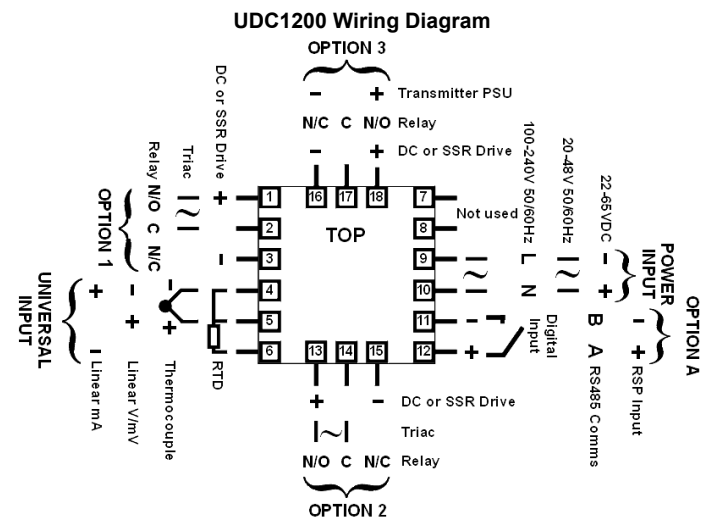 UDC1200 Wiring Diagram
OPTION 3
- + Transmitter PSU
N/C C N/O Relay
- + DC or SSR Drive
Relay N/O C N/C
Triac
DC or SSR Drive
+
-
OPTION 1
16 17 18
1
2
3
4
5
6
TOP
7
8
9
10
11
12
13 14 15
Not used
100-240V 50/60Hz
L
N
20-48V 50/60Hz
22-65VDC
- +
POWER INPUT
OPTION A
Digital Input
- +
B A RS485 Comms
- + RSP Input
UNIVERSAL INPUT
+ - Linear mA
- + Linear V/mV
- + Thermocouple
RTD
+ - DC or SSR Drive
Triac
N/O C N/C Relay
OPTION 2